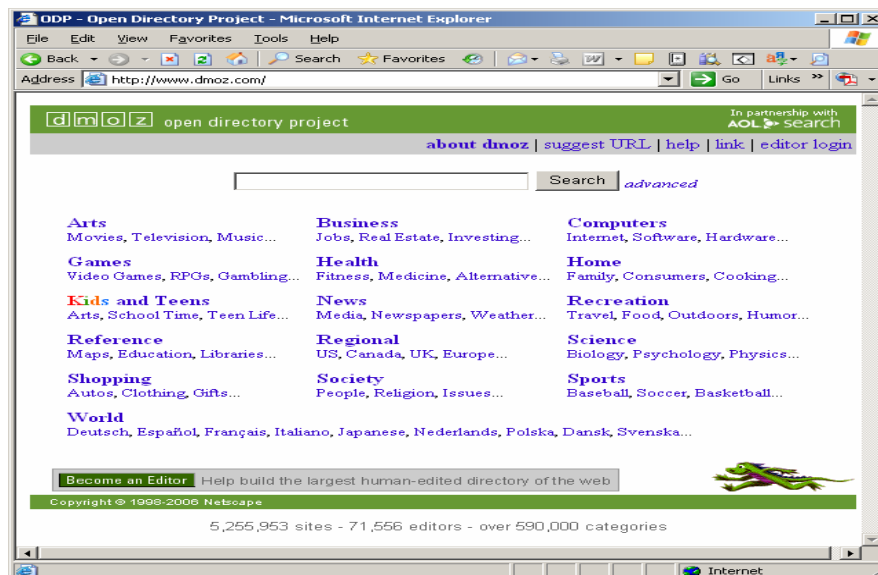 ODP - Open Directory Project - Microsoft Internet Explorer
File Edit View Favorites Tools Help
Back Search Favorites
Address http://www.dmoz.com/ Go Links »
dmoz open directory project In partnership with
AOL search
about dmoz | suggest URL | help | link | editor login
Search advanced
Arts Business Computers
Movies, Television, Music... Jobs, Real Estate, Investing... Internet, Software, Hardware...
Games Health Home
Video Games, RPGs, Gambling... Fitness, Medicine, Alternative... Family, Consumers, Cooking...
Kids and Teens News Recreation
Arts, School Time, Teen Life... Media, Newspapers, Weather... Travel, Food, Outdoors, Humor...
Reference Regional Science
Maps, Education, Libraries... US, Canada, UK, Europe... Biology, Psychology, Physics...
Shopping Society Sports
Autos, Clothing, Gifts... People, Religion, Issues... Baseball, Soccer, Basketball...
World
Deutsch, Español, Français, Italiano, Japanese, Nederlands, Polska, Dansk, Svenska...
Become an Editor Help build the largest human-edited directory of the web
Copyright © 1998-2006 Netscape
5,255,953 sites - 71,556 editors - over 590,000 categories
Internet